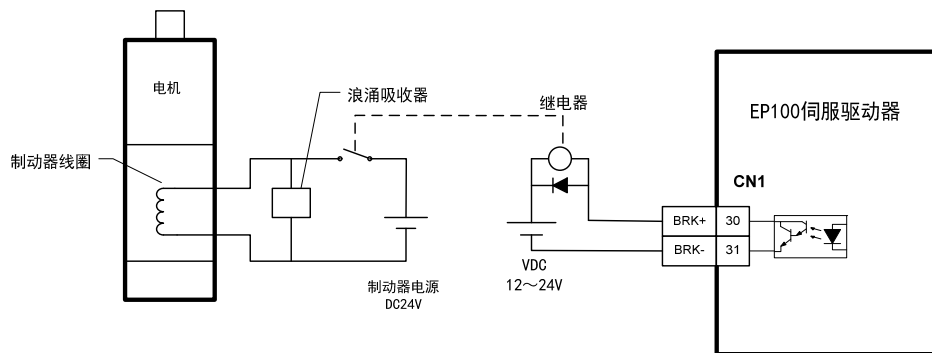 电机
制动器线圈
浪涌吸收器
制动器电源
DC24V
继电器
VDC
12～24V
EP100伺服驱动器
CN1
BRK+ 30
BRK- 31